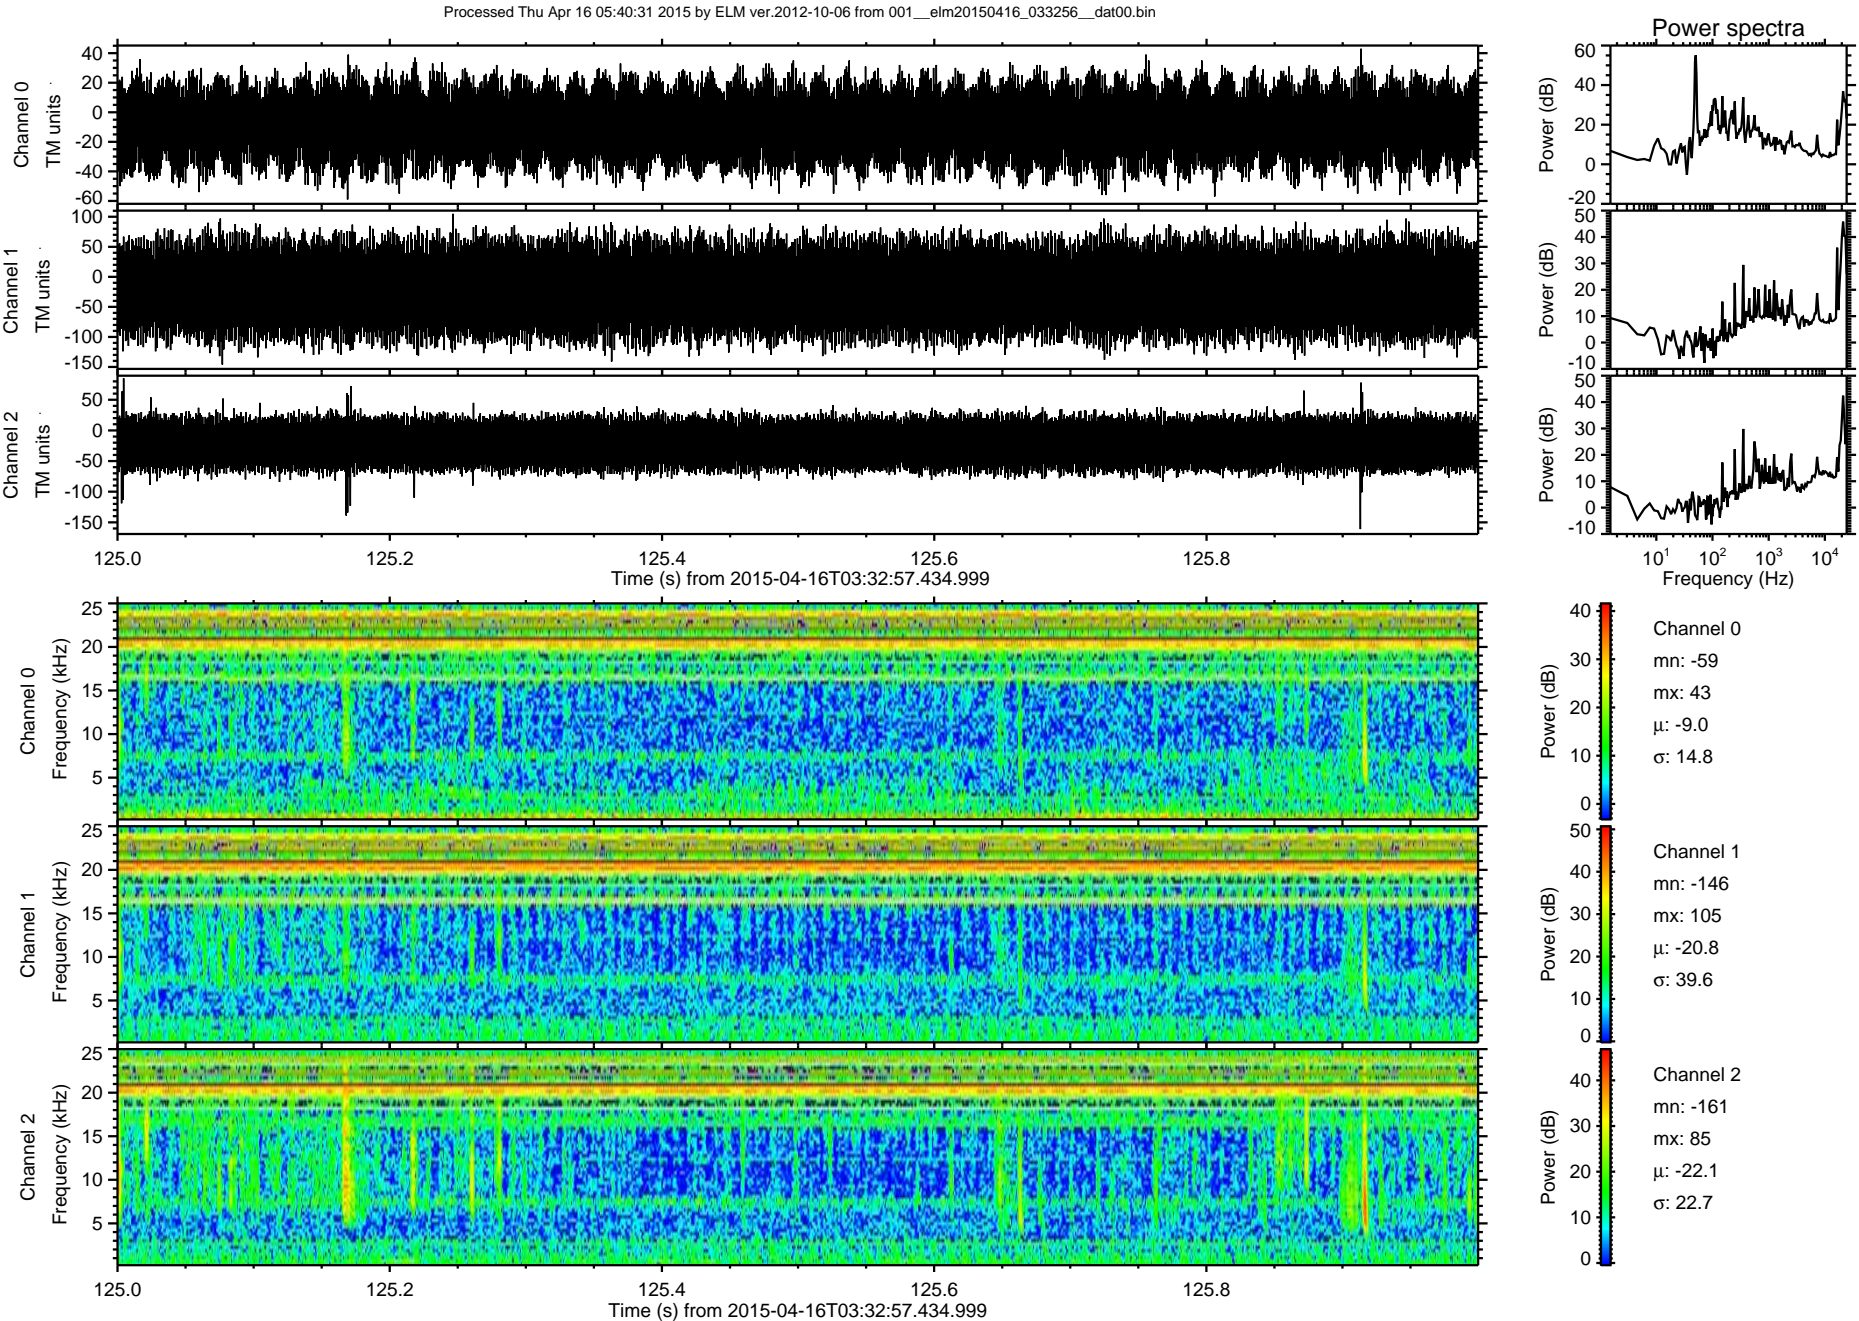 Processed Thu Apr 16 05:40:31 2015 by ELM ver.2012-10-06 from 001__elm20150416_033256__dat00.bin
Power spectra
Channel 0
TM units
40
20
0
-20
-40
-60
Power (dB)
60
40
20
0
-20
Channel 1
TM units
100
50
0
-50
-100
-150
Power (dB)
50
40
30
20
10
0
-10
Channel 2
TM units
50
0
-50
-100
-150
Power (dB)
50
40
30
20
10
0
-10
125.0 125.2 125.4 125.6 125.8
Time (s) from 2015-04-16T03:32:57.434.999
10¹ 10² 10³ 10⁴
Frequency (Hz)
Channel 0
Frequency (kHz)
25
20
15
10
5
Power (dB)
40
30
20
10
0
Channel 0
mn: -59
mx: 43
μ: -9.0
σ: 14.8
Channel 1
Frequency (kHz)
25
20
15
10
5
Power (dB)
50
40
30
20
10
0
Channel 1
mn: -146
mx: 105
μ: -20.8
σ: 39.6
Channel 2
Frequency (kHz)
25
20
15
10
5
Power (dB)
40
30
20
10
0
Channel 2
mn: -161
mx: 85
μ: -22.1
σ: 22.7
125.0 125.2 125.4 125.6 125.8
Time (s) from 2015-04-16T03:32:57.434.999